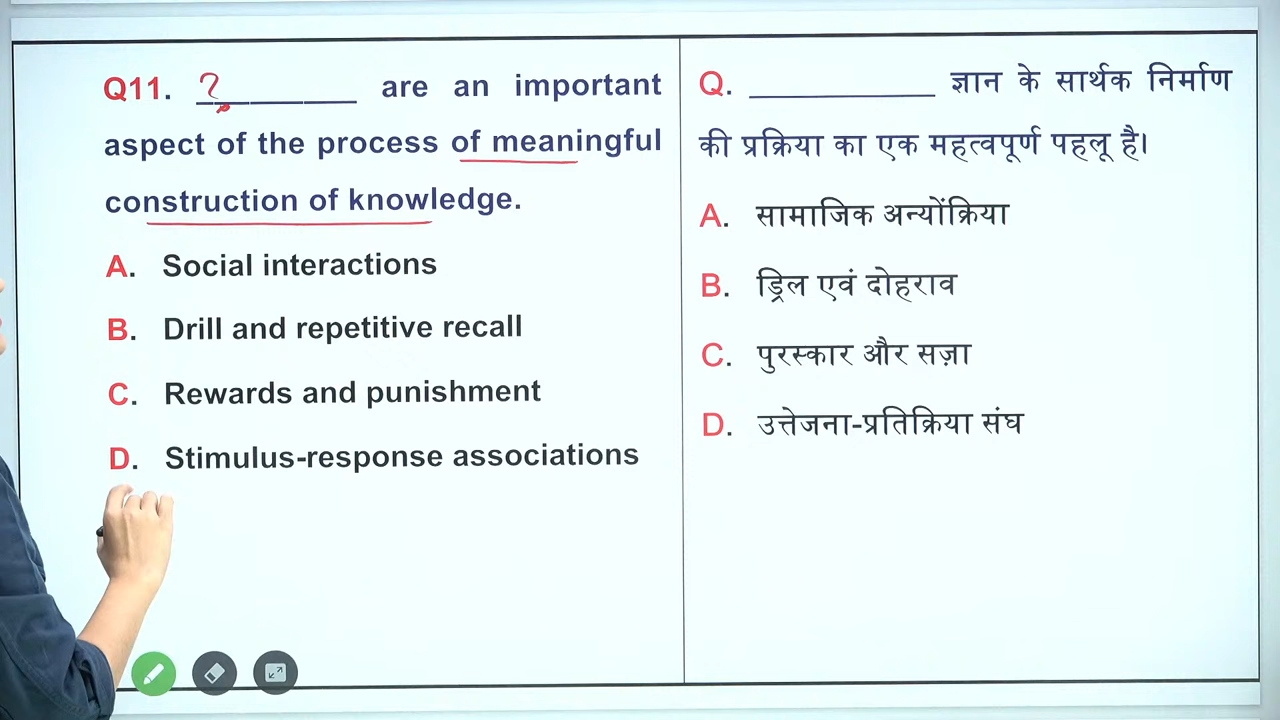 Q11. ? __________ are an important
aspect of the process of meaningful
construction of knowledge.
A. Social interactions
B. Drill and repetitive recall
C. Rewards and punishment
D. Stimulus-response associations
Q. ____________ ज्ञान के सार्थक निर्माण
की प्रक्रिया का एक महत्वपूर्ण पहलू है।
A. सामाजिक अन्योंक्रिया
B. ड्रिल एवं दोहराव
C. पुरस्कार और सज़ा
D. उत्तेजना-प्रतिक्रिया संघ